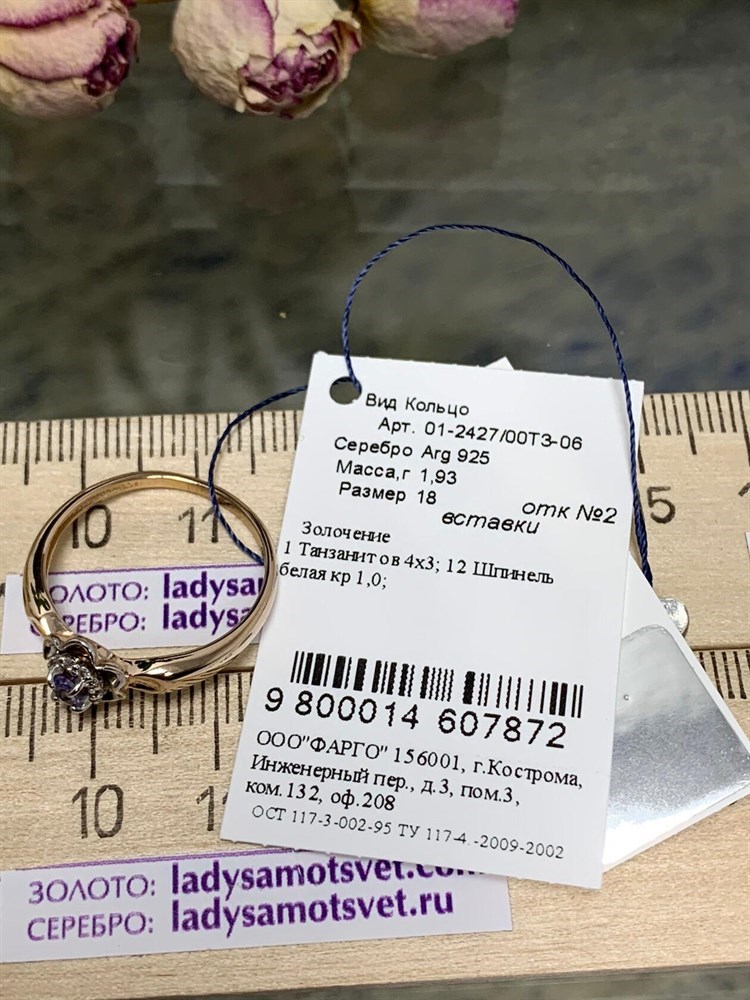 Вид Кольцо
Арт. 01-2427/00ТЗ-06
Серебро Arg 925
Масса,г 1,93
Размер 18
отк №2
вставки
Золочение
1 Танзанит ов 4х3; 12 Шпинель
белая кр 1,0;
9 800014 607872
ООО"ФАРГО" 156001, г.Кострома,
Инженерный пер., д.3, пом.3,
ком.132, оф.208
ОСТ 117-3-002-95 ТУ 117-4.-2009-2002
10 11 5
ЗОЛОТО: ladysa
СЕРЕБРО: ladysa
10 1
ЗОЛОТО: ladysamotsvet.com
СЕРЕБРО: ladysamotsvet.ru